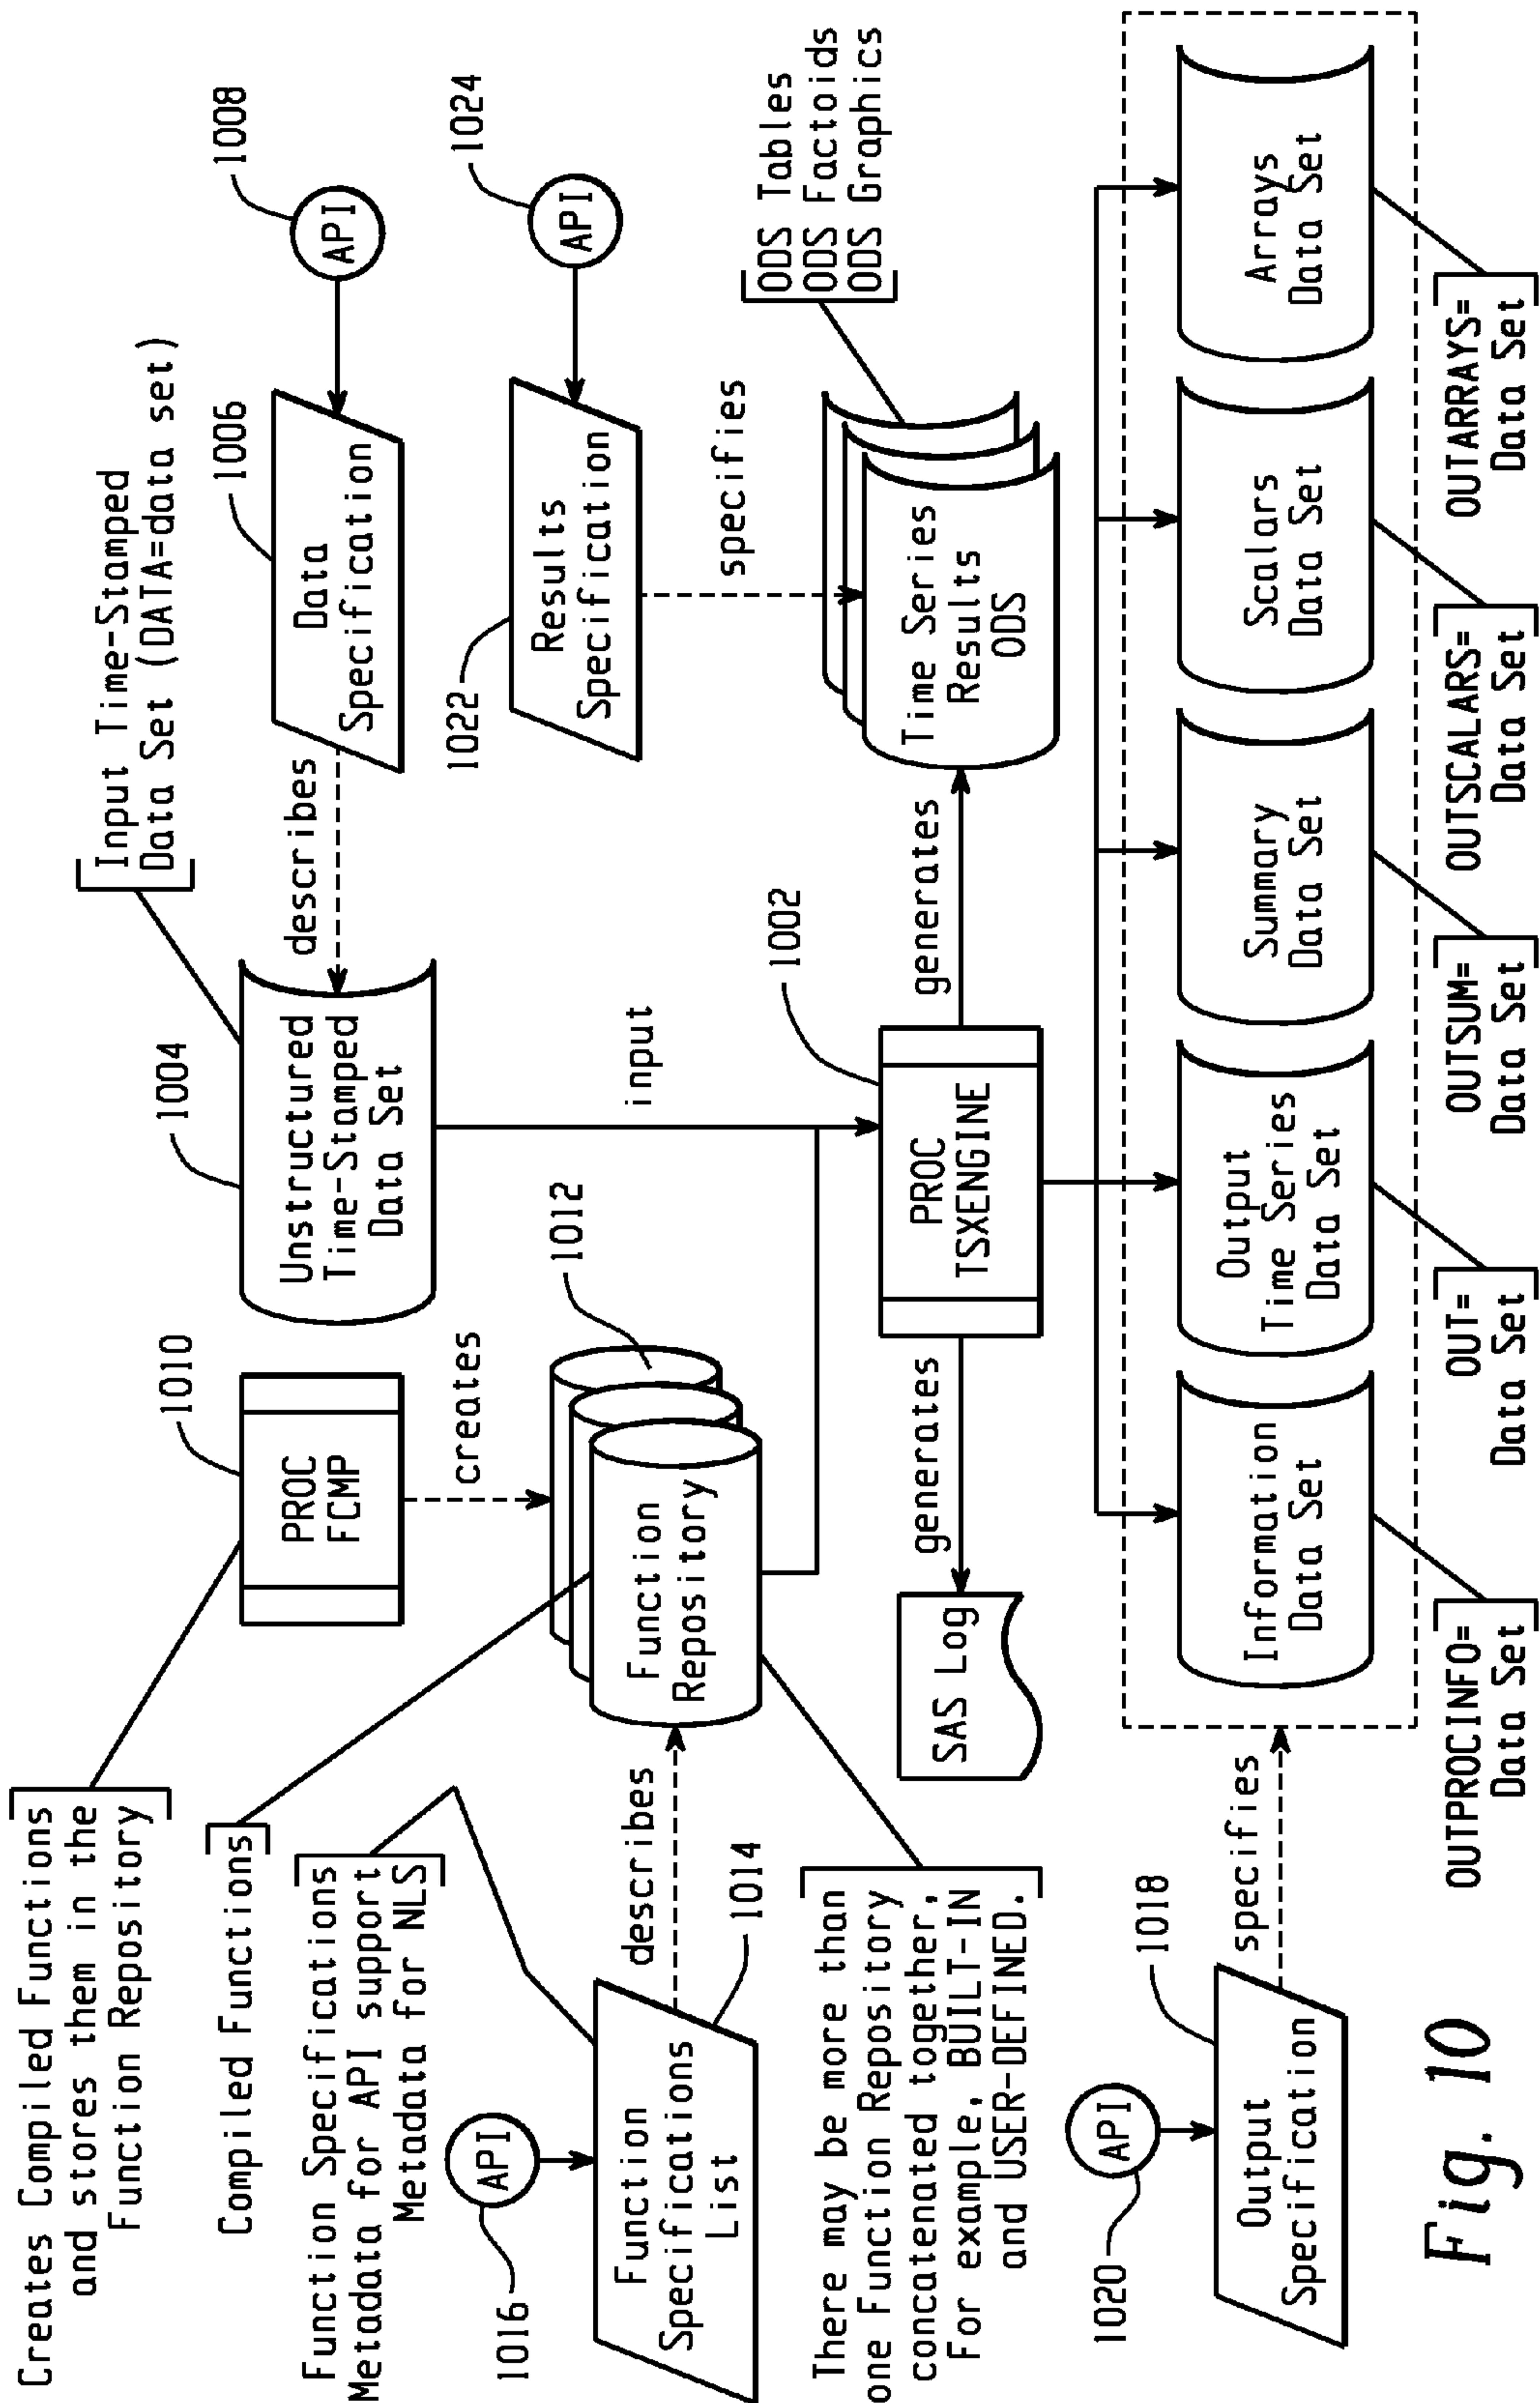 Creates Compiled Functions
and stores them in the
Function Repository
Compiled Functions
Function Specifications
Metadata for API support
Metadata for NLS
1010
PROC
FCMP
creates
1004
Unstructured
Time-Stamped
Data Set
Input Time-Stamped
Data Set (DATA=data set)
describes
1006
Data
Specification
1008
API
1016
API
Function
Specifications
List
1014
describes
Function
Repository
1012
input
1022
Results
Specification
1024
API
specifies
There may be more than
one Function Repository
concatenated together,
For example, BUILT-IN
and USER-DEFINED.
SAS Log
generates
1002
PROC
TSXENGINE
generates
Time Series
Results
ODS
ODS Tables
ODS Factoids
ODS Graphics
1020
API
1018
Output
Specification
specifies
Information
Data Set
Output
Time Series
Data Set
Summary
Data Set
Scalars
Data Set
Arrays
Data Set
OUTPROCINFO=
Data Set
OUT=
Data Set
OUTSUM=
Data Set
OUTSCALARS=
Data Set
OUTARRAYS=
Data Set
Fig. 10